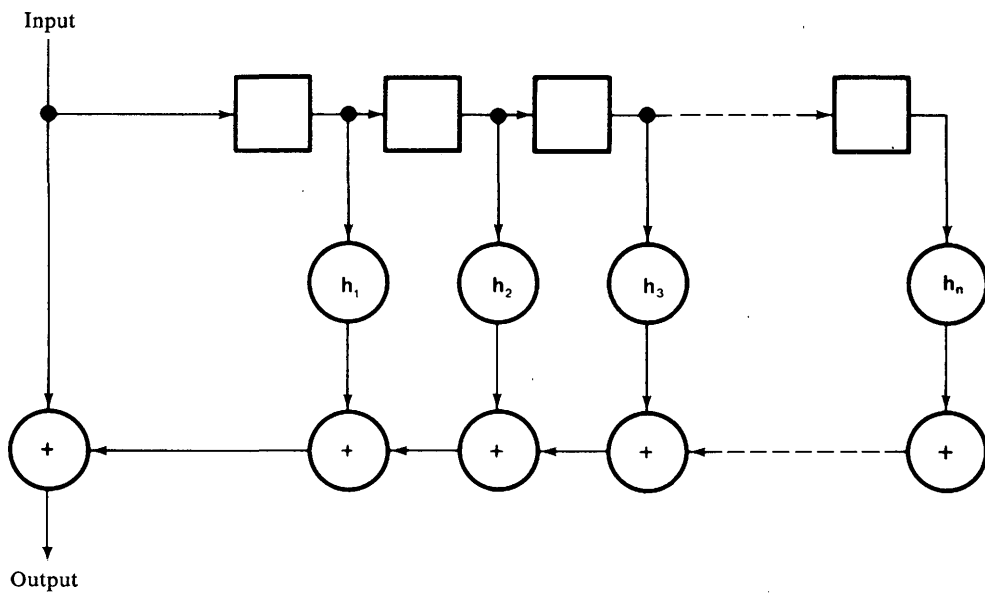 Input
h₁ h₂ h₃ hₙ
+ + + + +
Output